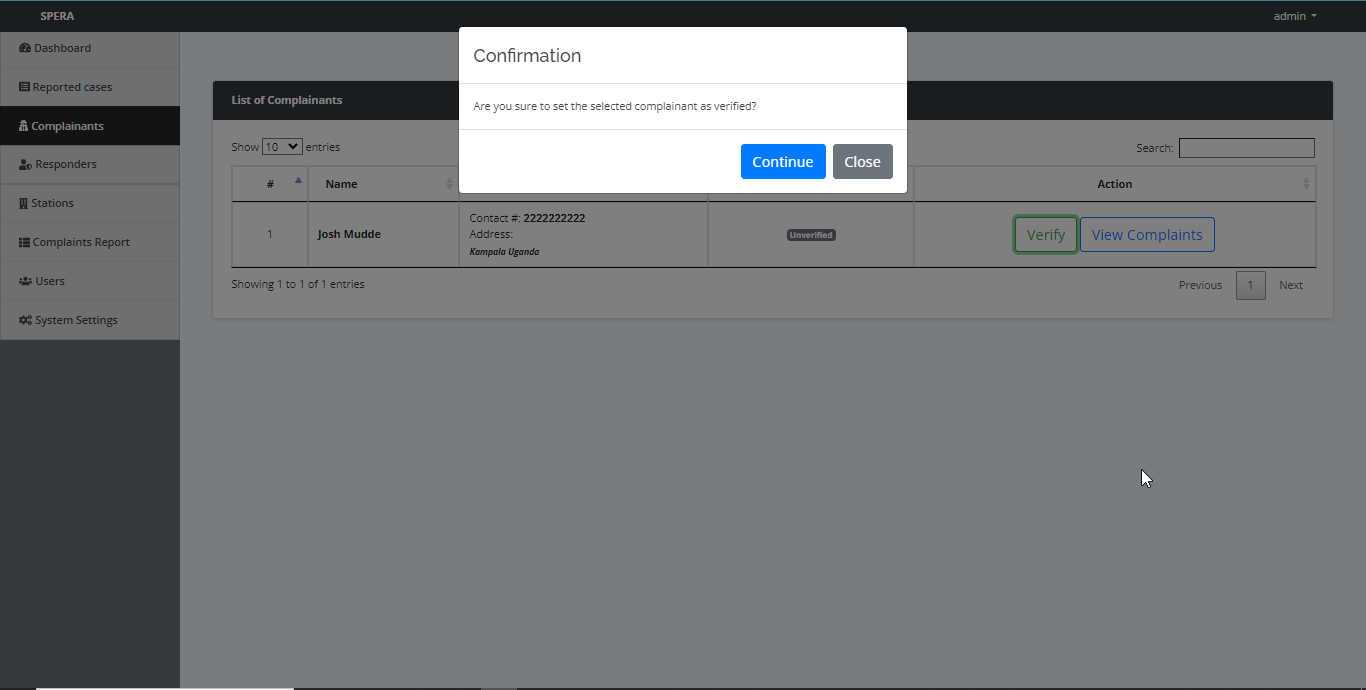 SPERA
admin
Dashboard
Reported cases
Complainants
Responders
Stations
Complaints Report
Users
System Settings
Confirmation
Are you sure to set the selected complainant as verified?
Continue Close
List of Complainants
Show 10 entries
Search:
# Name Action
1 Josh Mudde Contact #: 2222222222
Address:
Kampala Uganda
Unverified
Verify View Complaints
Showing 1 to 1 of 1 entries
Previous 1 Next